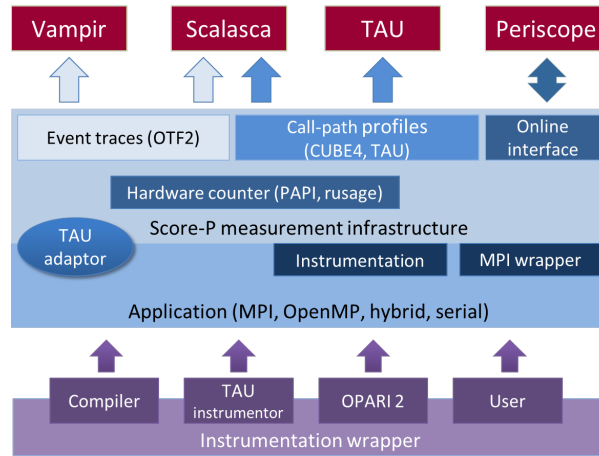 Vampir
Scalasca
TAU
Periscope
Event traces (OTF2)
Call-path profiles
(CUBE4, TAU)
Online
interface
Hardware counter (PAPI, rusage)
Score-P measurement infrastructure
TAU
adaptor
Instrumentation
MPI wrapper
Application (MPI, OpenMP, hybrid, serial)
Compiler
TAU
instrumentor
OPARI 2
User
Instrumentation wrapper